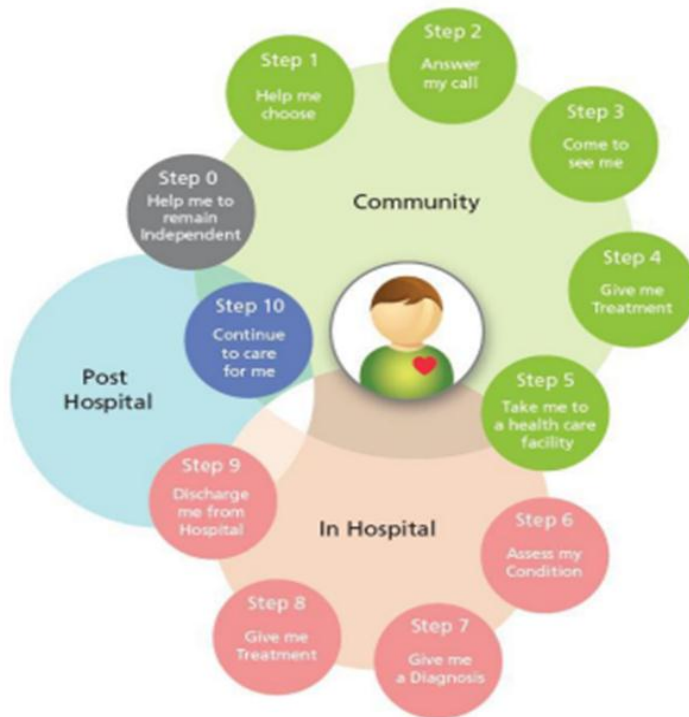 Step 0
Help me to
remain
Independent
Step 1
Help me
choose
Step 2
Answer
my call
Step 3
Come to
see me
Step 4
Give me
Treatment
Step 5
Take me to
a health care
facility
Step 6
Assess my
Condition
Step 7
Give me
a Diagnosis
Step 8
Give me
Treatment
Step 9
Discharge
me from
Hospital
Step 10
Continue
to care
for me
Community
Post
Hospital
In Hospital